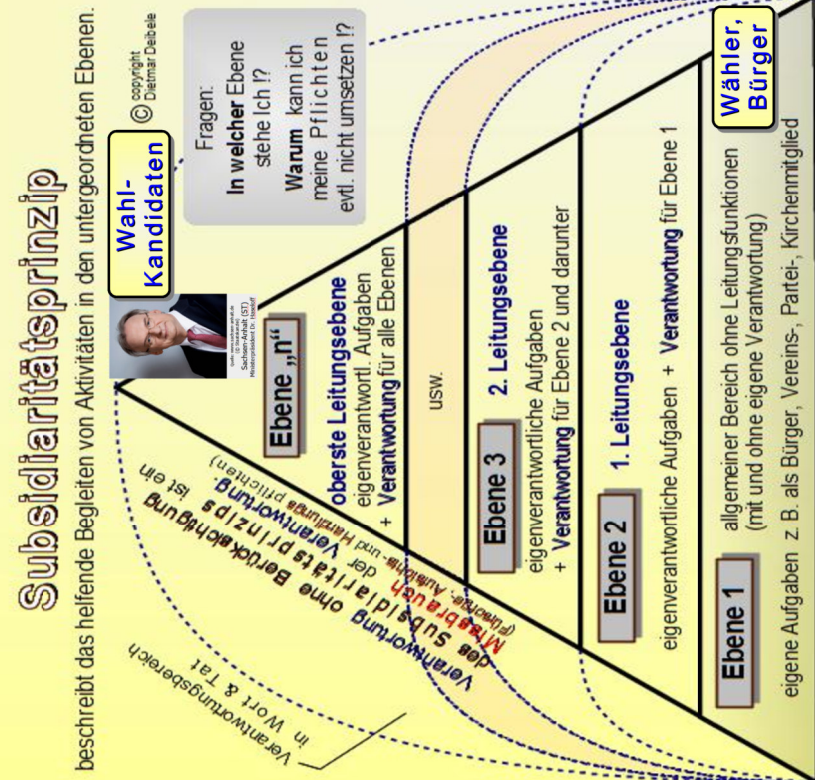 Subsidiaritätsprinzip
beschreibt das helfende Begleiten von Aktivitäten in den untergeordneten Ebenen.
© copyright
Dietmar Deibele
Wahl-
Kandidaten
Fragen:
In welcher Ebene
stehe Ich !?
Warum kann ich
meine Pflichten
evtl. nicht umsetzen !?
Sachsen-Anhalt (ST)
Ministerpräsident Dr. Haseloff
Verantwortungsbereich
in Wort & Tat
Verantwortung ohne Berücksichtigung
des Subsidiaritätsprinzips ist ein
Missbrauch der Verantwortung.
(Fürsorge-, Aufsichts- und Handlungspflichten)
Ebene „n"
oberste Leitungsebene
eigenverantwortl. Aufgaben
+ Verantwortung für alle Ebenen
usw.
Ebene 3
2. Leitungsebene
eigenverantwortliche Aufgaben
+ Verantwortung für Ebene 2 und darunter
Ebene 2
1. Leitungsebene
eigenverantwortliche Aufgaben + Verantwortung für Ebene 1
Wähler,
Bürger
Ebene 1
allgemeiner Bereich ohne Leitungsfunktionen
(mit und ohne eigene Verantwortung)
eigene Aufgaben z. B. als Bürger, Vereins-, Partei-, Kirchenmitglied